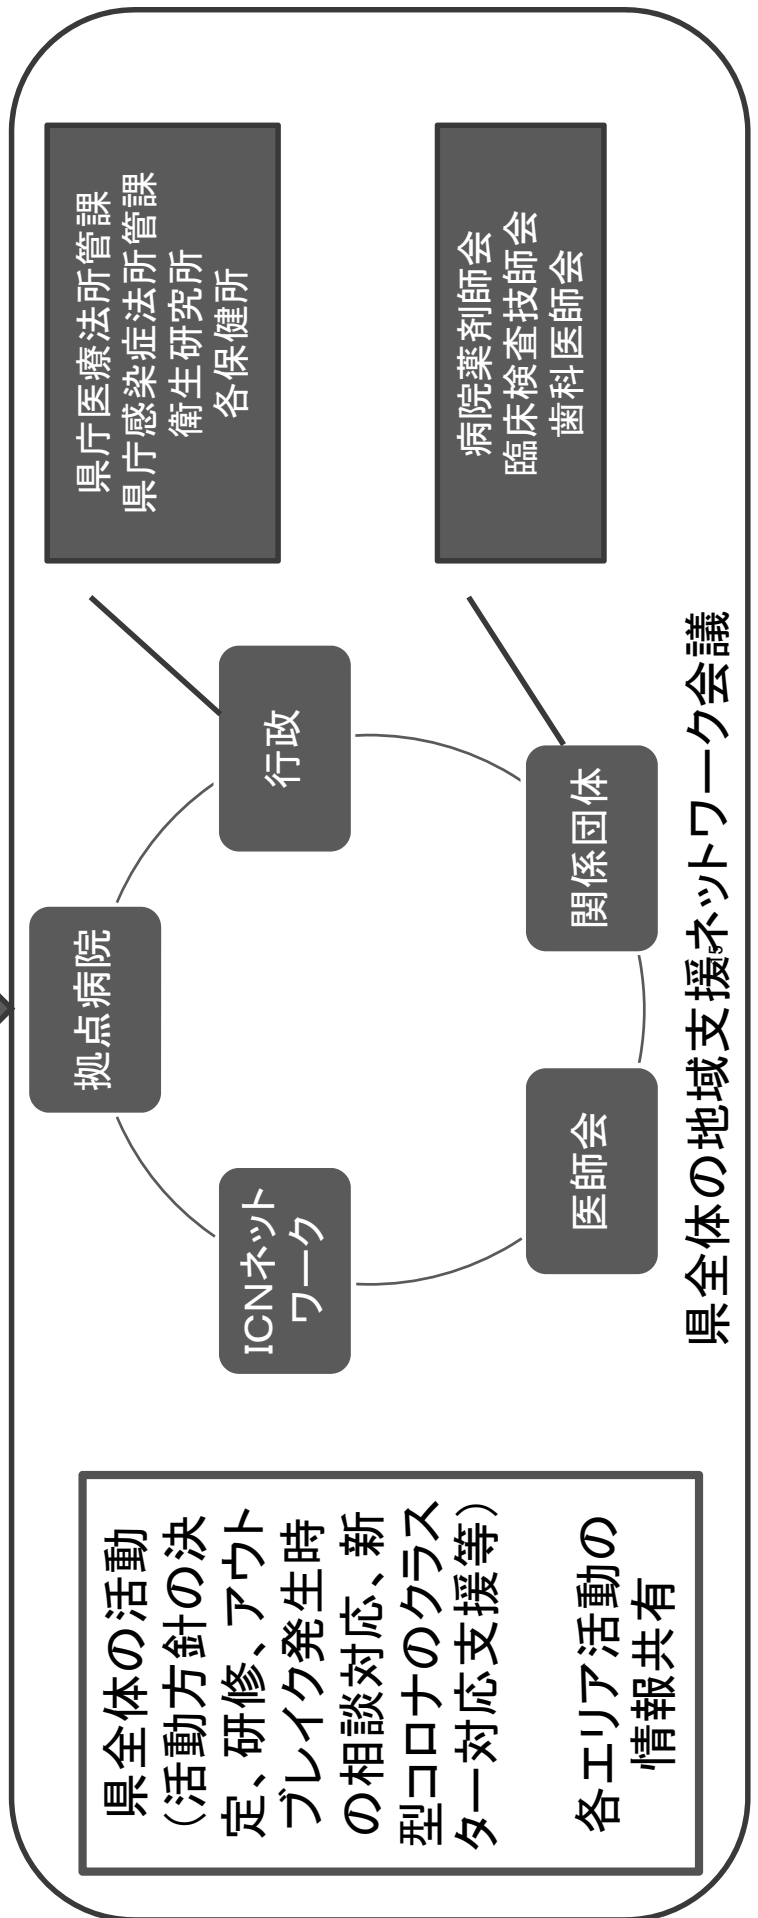 県全体の活動
（活動方針の決
定、研修、アウト
ブレイク発生時
の相談対応、新
型コロナのクラス
ター対応支援等）
各エリア活動の
情報共有
拠点病院
行政
関係団体
医師会
ICNネット
ワーク
県庁医療法所管課
県庁感染症法所管課
衛生研究所
各保健所
病院薬剤師会
臨床検査技師会
歯科医師会
県全体の地域支援ネットワーク会議